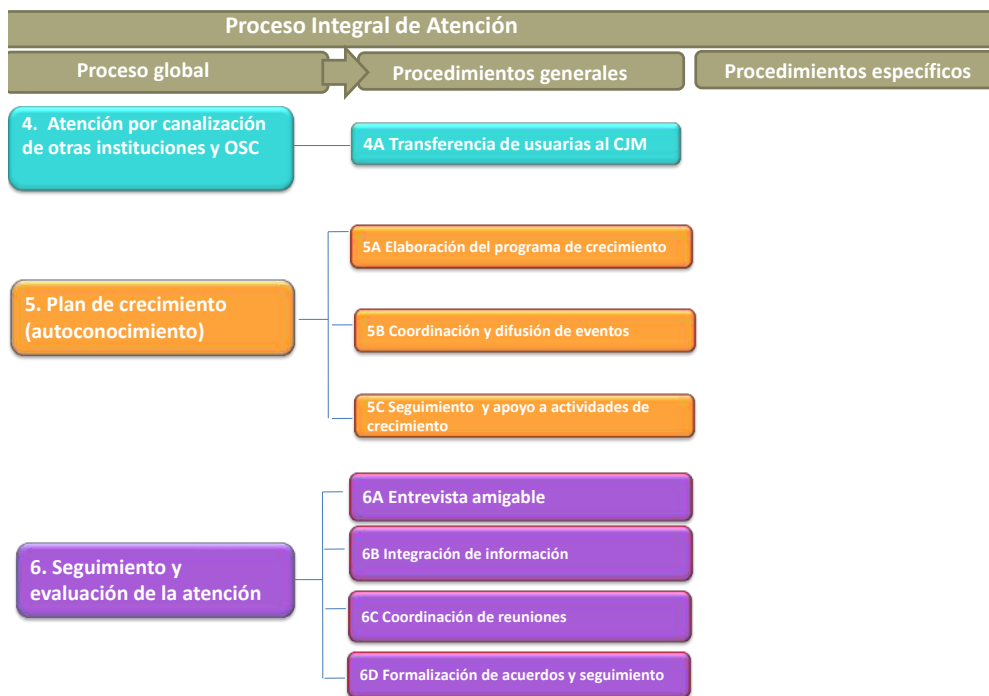 Proceso Integral de Atención
Proceso global
Procedimientos generales
Procedimientos específicos
4. Atención por canalización
de otras instituciones y OSC
4A Transferencia de usuarias al CJM
5. Plan de crecimiento
(autoconocimiento)
5A Elaboración del programa de crecimiento
5B Coordinación y difusión de eventos
5C Seguimiento y apoyo a actividades de
crecimiento
6. Seguimiento y
evaluación de la atención
6A Entrevista amigable
6B Integración de información
6C Coordinación de reuniones
6D Formalización de acuerdos y seguimiento